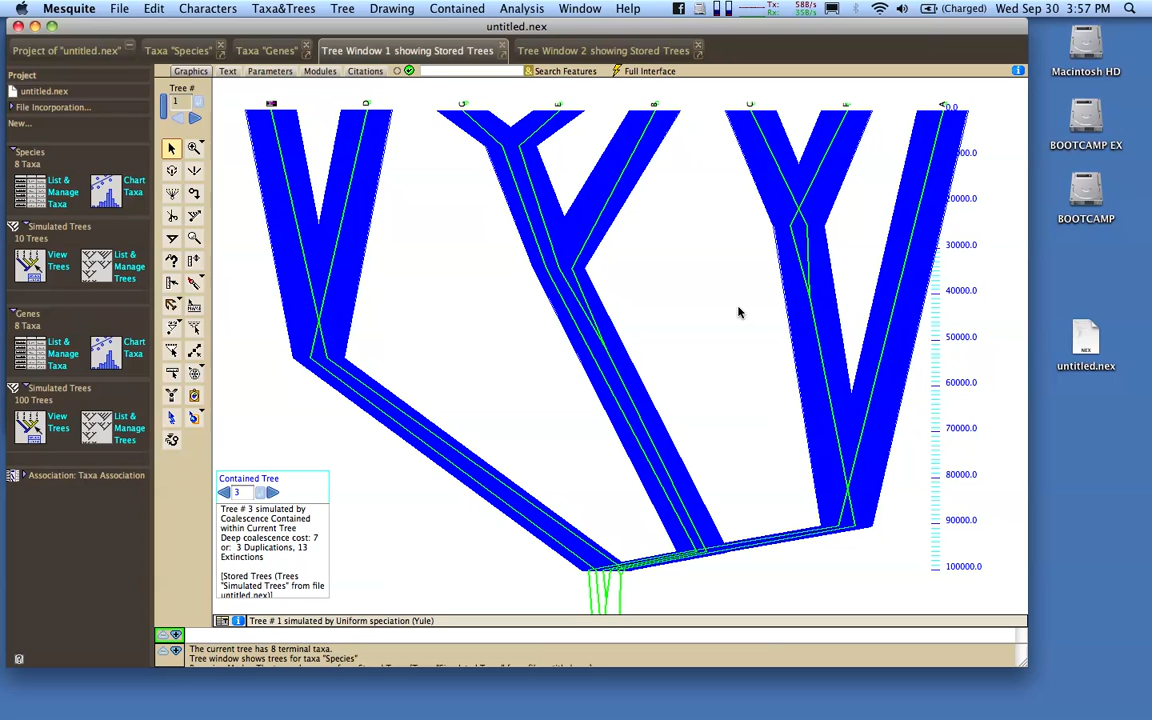 Mesquite File Edit Characters Taxa&Trees Tree Drawing Contained Analysis Window Help
Tx: 58B/s
Rx: 35B/s
(Charged) Wed Sep 30 3:57 PM
untitled.nex
Project of "untitled.nex" Taxa "Species" Taxa "Genes" Tree Window 1 showing Stored Trees Tree Window 2 showing Stored Trees
Project
Graphics Text Parameters Modules Citations Search Features Full Interface
untitled.nex
File Incorporation...
New...
Species
8 Taxa
List &
Manage
Taxa
Chart
Taxa
Simulated Trees
10 Trees
View
Trees
List &
Manage
Trees
Genes
8 Taxa
List &
Manage
Taxa
Chart
Taxa
Simulated Trees
100 Trees
View
Trees
List &
Manage
Trees
Association: Taxa Association
Tree #
1
D
B
A
0.0
30000.0
40000.0
50000.0
60000.0
70000.0
80000.0
90000.0
100000.0
Contained Tree
3
Tree # 3 simulated by
Coalescence Contained
within Current Tree
Deep coalescence cost: 7
or: 3 Duplications, 13
Extinctions
[Stored Trees (Trees
"Simulated Trees" from file
untitled.nex)]
Tree # 1 simulated by Uniform speciation (Yule)
The current tree has 8 terminal taxa.
Tree window shows trees for taxa "Species"
Macintosh HD
BOOTCAMP EX
BOOTCAMP
NEX
untitled.nex